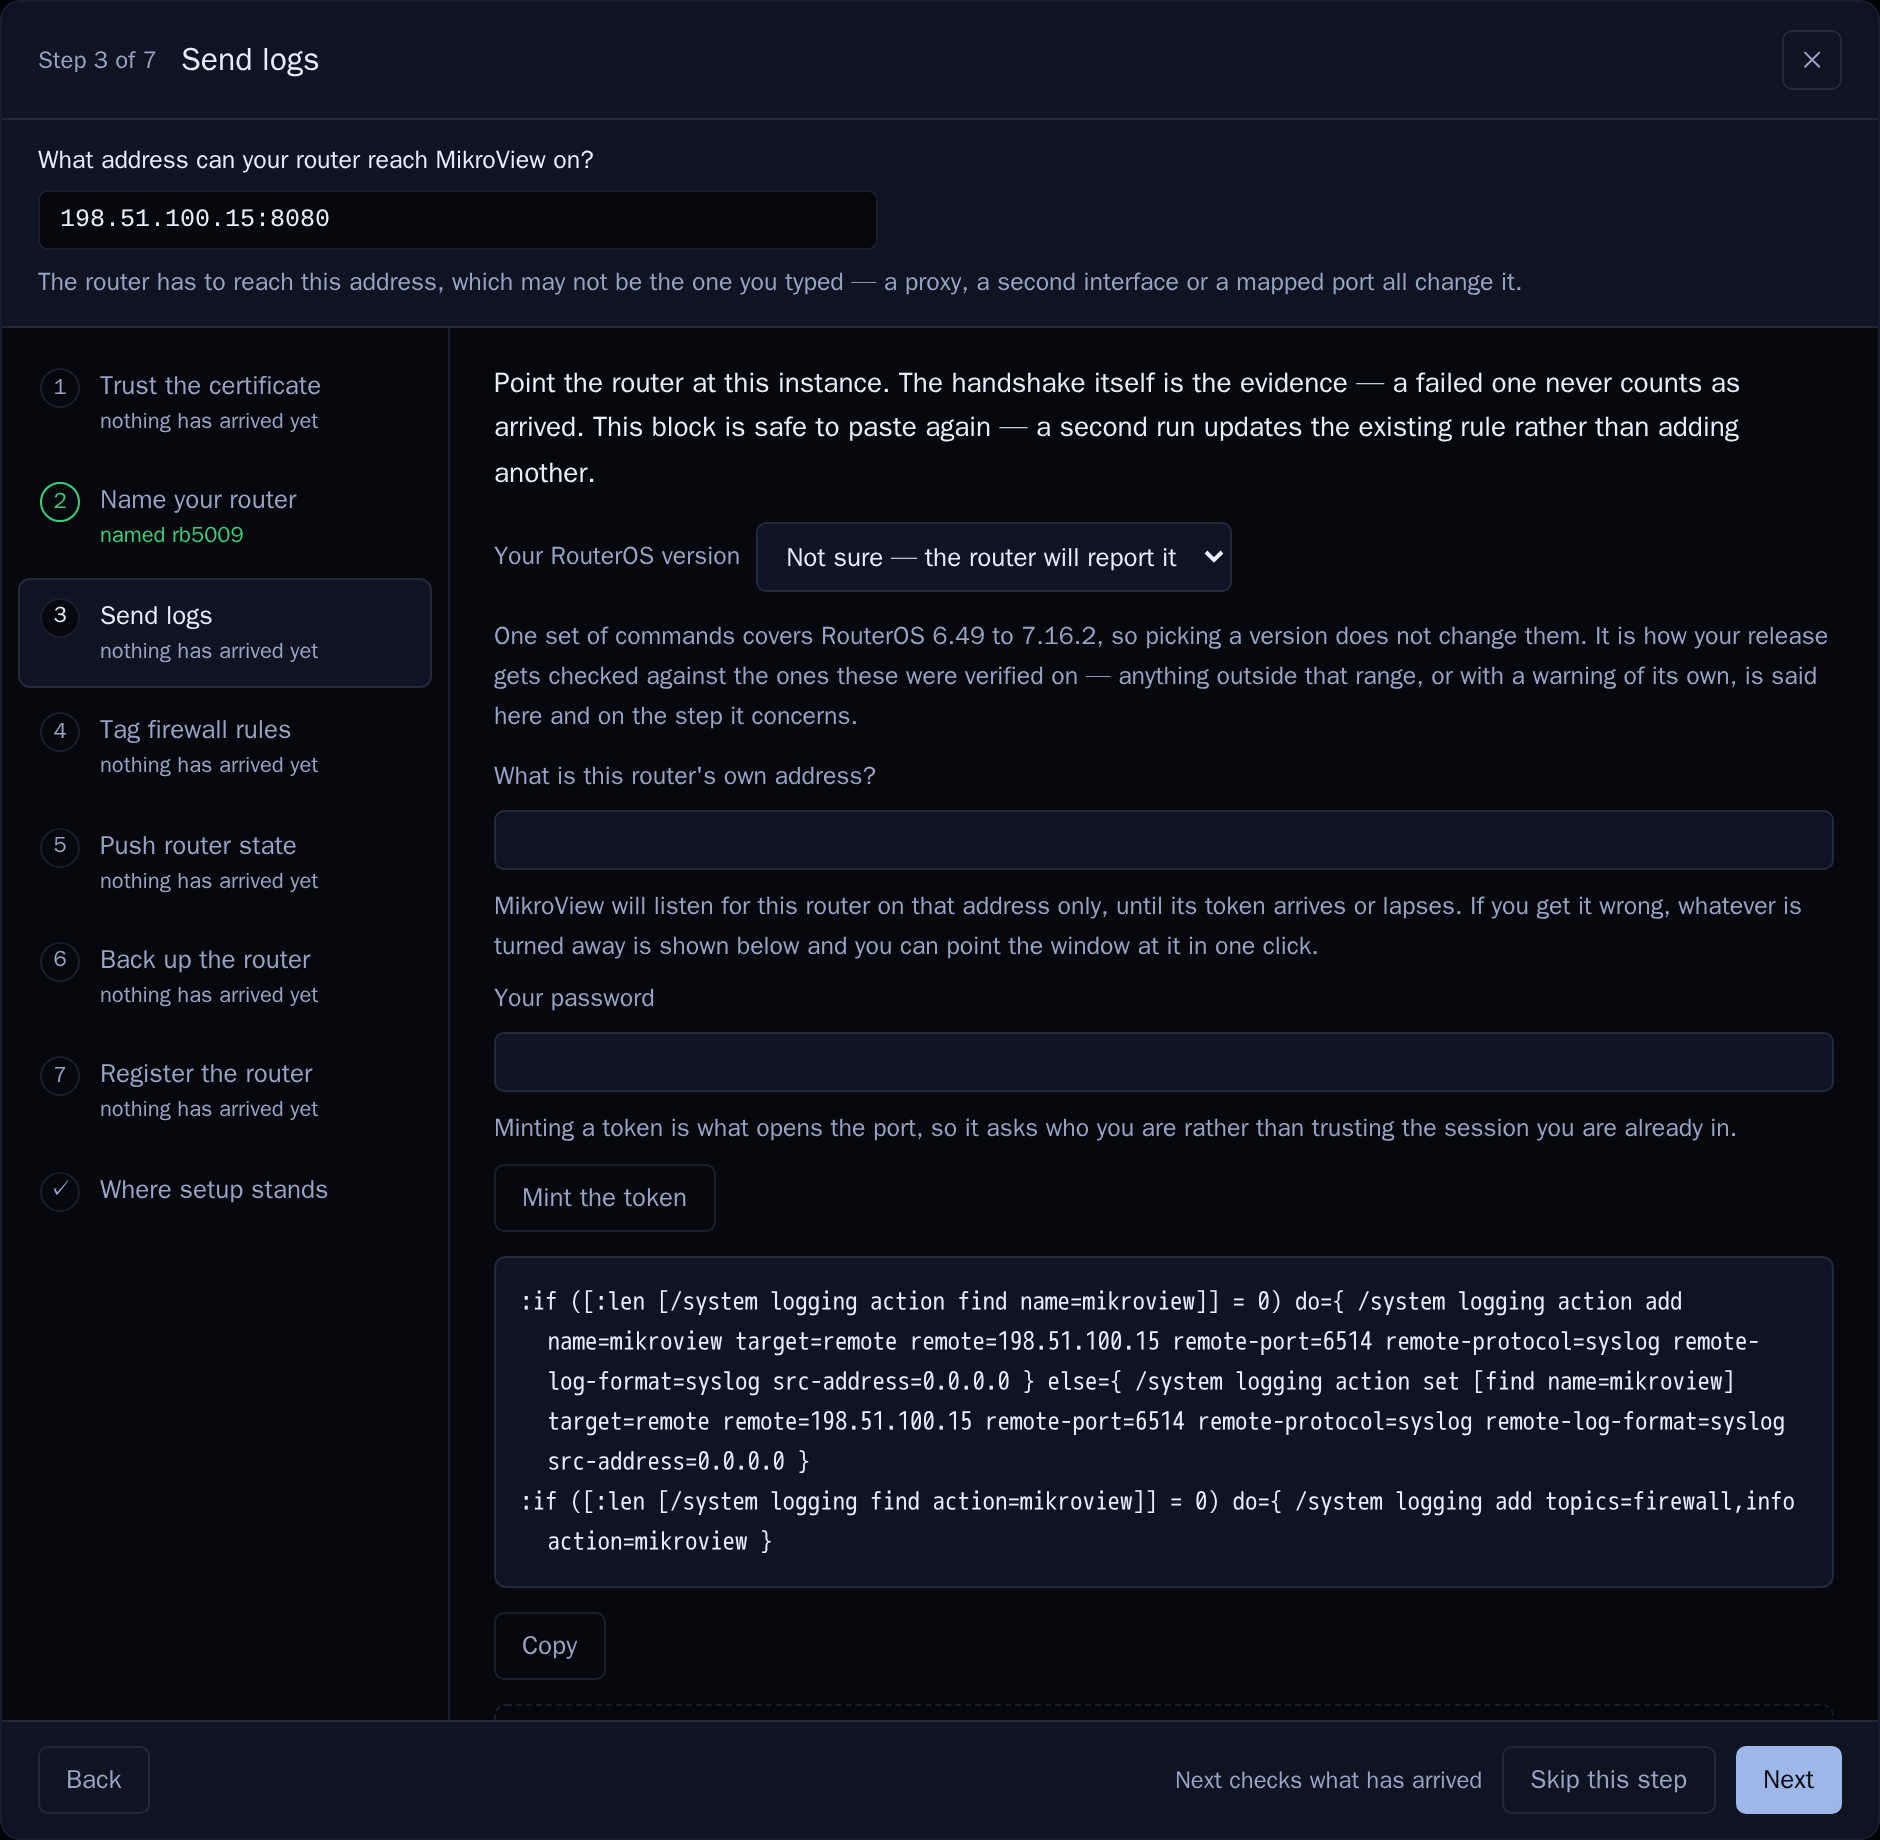 Step 3 of 7 Send logs
What address can your router reach MikroView on?
198.51.100.15:8080
The router has to reach this address, which may not be the one you typed — a proxy, a second interface or a mapped port all change it.
1 Trust the certificate
nothing has arrived yet
2 Name your router
named rb5009
3 Send logs
nothing has arrived yet
4 Tag firewall rules
nothing has arrived yet
5 Push router state
nothing has arrived yet
6 Back up the router
nothing has arrived yet
7 Register the router
nothing has arrived yet
✓ Where setup stands
Point the router at this instance. The handshake itself is the evidence — a failed one never counts as
arrived. This block is safe to paste again — a second run updates the existing rule rather than adding
another.
Your RouterOS version Not sure — the router will report it
One set of commands covers RouterOS 6.49 to 7.16.2, so picking a version does not change them. It is how your release
gets checked against the ones these were verified on — anything outside that range, or with a warning of its own, is said
here and on the step it concerns.
What is this router's own address?
MikroView will listen for this router on that address only, until its token arrives or lapses. If you get it wrong, whatever is
turned away is shown below and you can point the window at it in one click.
Your password
Minting a token is what opens the port, so it asks who you are rather than trusting the session you are already in.
Mint the token
:if ([:len [/system logging action find name=mikroview]] = 0) do={ /system logging action add
name=mikroview target=remote remote=198.51.100.15 remote-port=6514 remote-protocol=syslog remote-
log-format=syslog src-address=0.0.0.0 } else={ /system logging action set [find name=mikroview]
target=remote remote=198.51.100.15 remote-port=6514 remote-protocol=syslog remote-log-format=syslog
src-address=0.0.0.0 }
:if ([:len [/system logging find action=mikroview]] = 0) do={ /system logging add topics=firewall,info
action=mikroview }
Copy
Back
Next checks what has arrived
Skip this step
Next